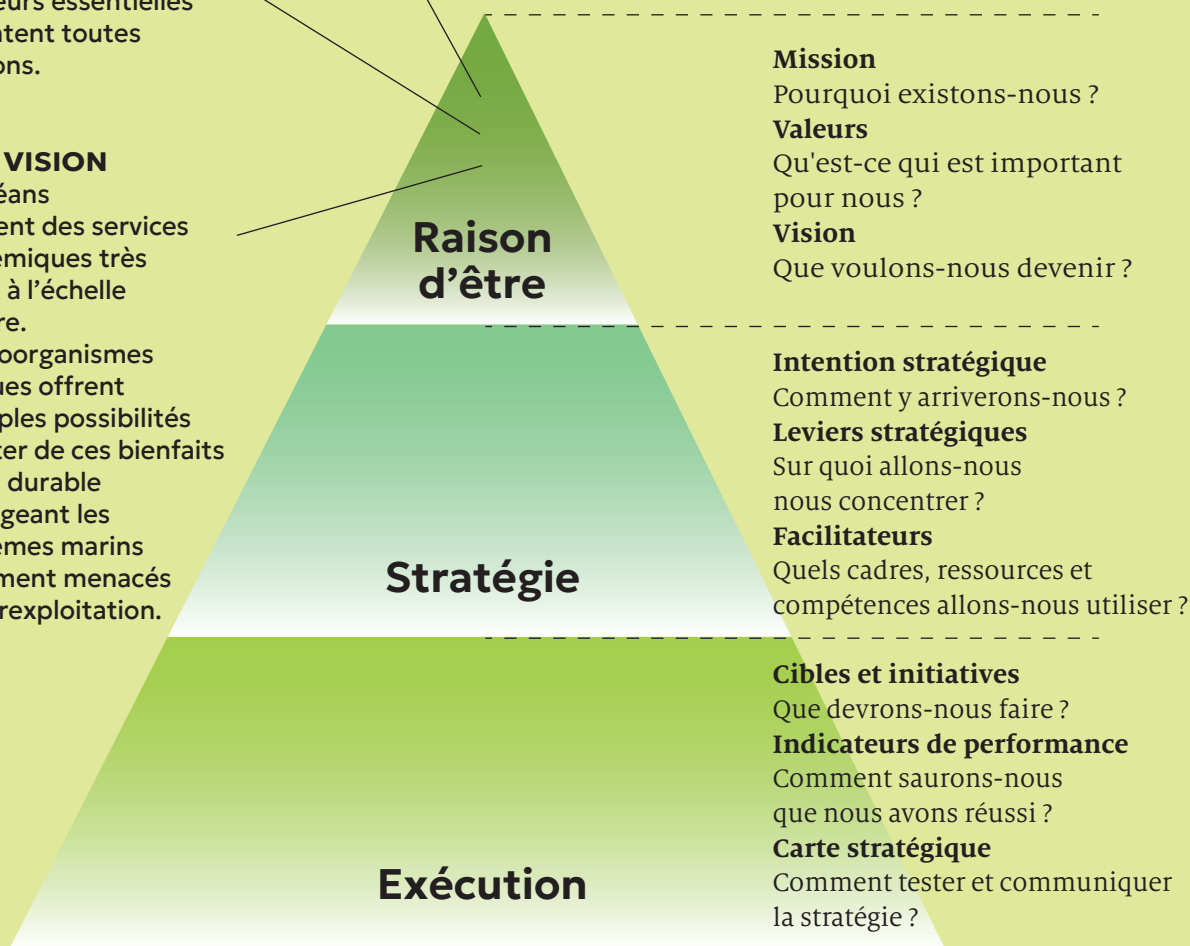 eurs essentielles
ntent toutes
ons.
VISION
éans
ent des services
émiques très
à l’échelle
re.
oorganismes
ues offrent
ples possibilités
ter de ces bienfaits
durable
geant les
èmes marins
ment menacés
rexploitation.
Raison
d’être
Stratégie
Exécution
Mission
Pourquoi existons-nous ?
Valeurs
Qu'est-ce qui est important
pour nous ?
Vision
Que voulons-nous devenir ?
Intention stratégique
Comment y arriverons-nous ?
Leviers stratégiques
Sur quoi allons-nous
nous concentrer ?
Facilitateurs
Quels cadres, ressources et
compétences allons-nous utiliser ?
Cibles et initiatives
Que devrons-nous faire ?
Indicateurs de performance
Comment saurons-nous
que nous avons réussi ?
Carte stratégique
Comment tester et communiquer
la stratégie ?